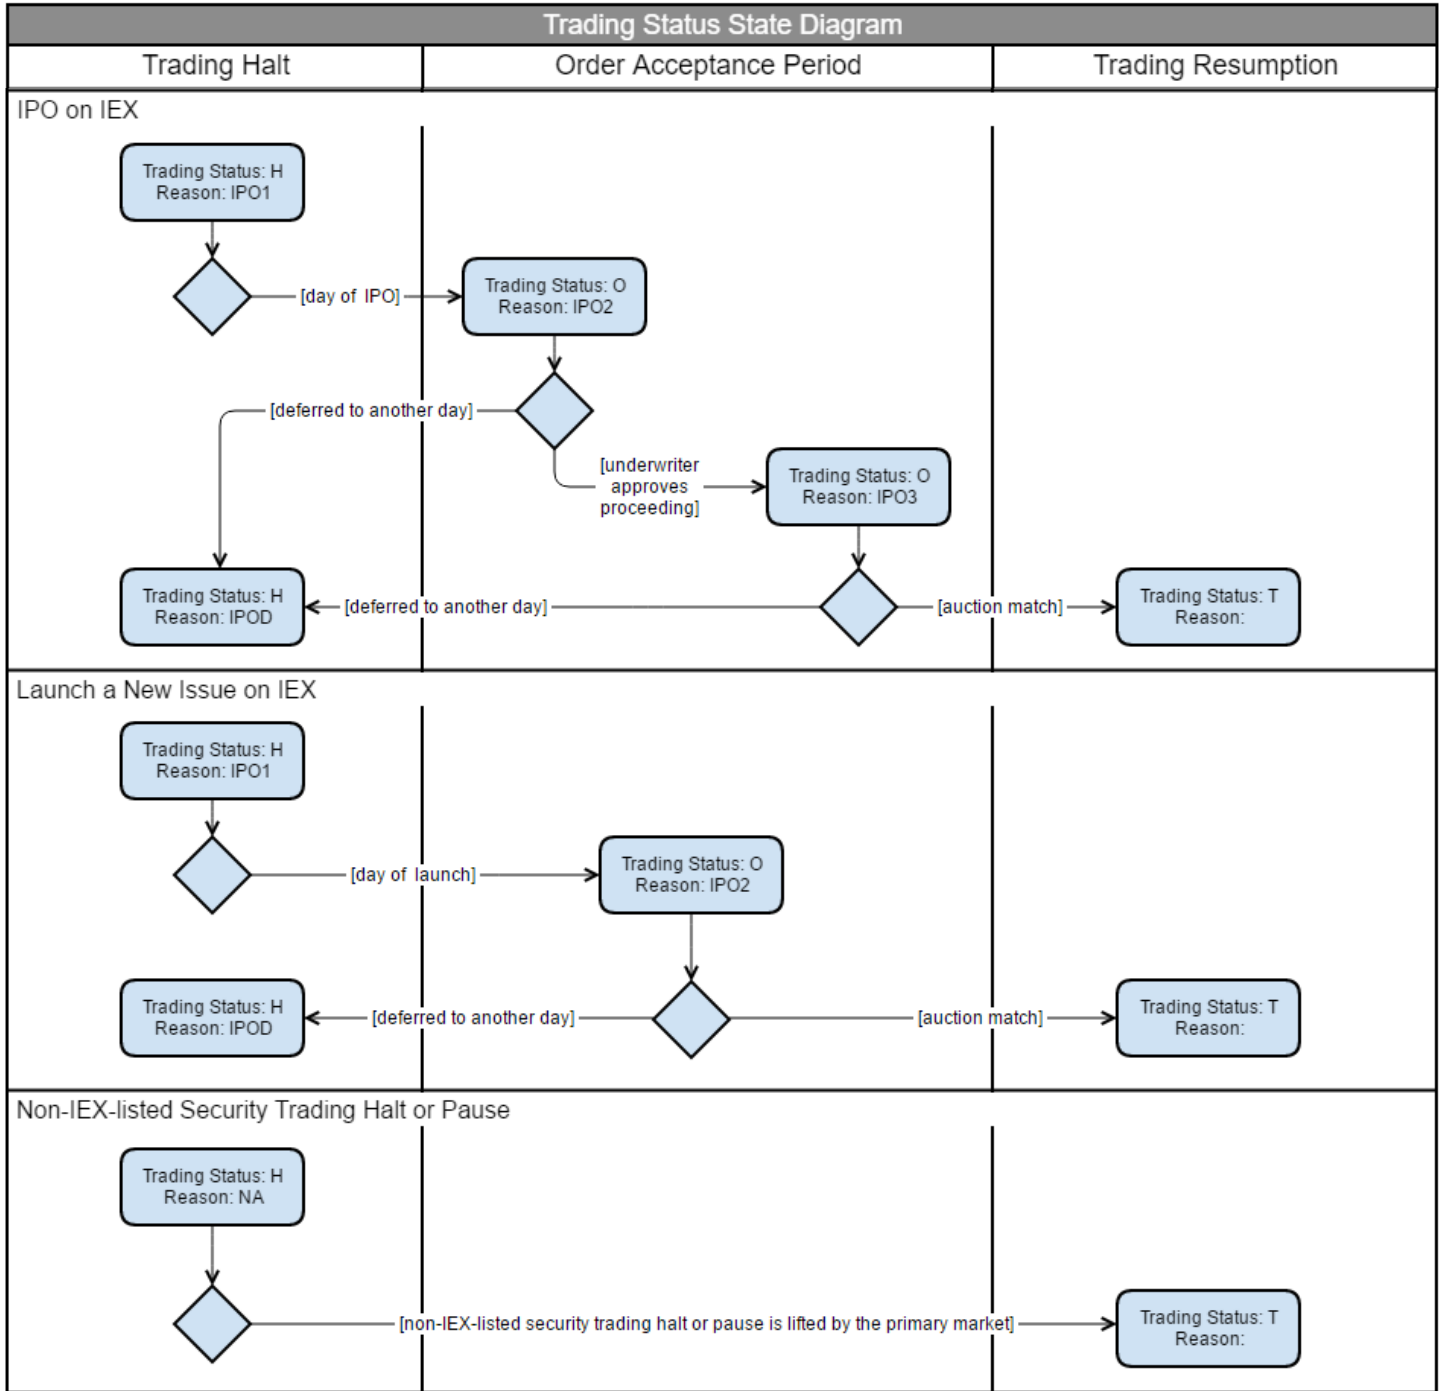 Trading Status State Diagram
Trading Halt
Order Acceptance Period
Trading Resumption
IPO on IEX
Trading Status: H
Reason: IPO1
[day of IPO]
Trading Status: O
Reason: IPO2
[deferred to another day]
[underwriter
approves
proceeding]
Trading Status: O
Reason: IPO3
Trading Status: H
Reason: IPOD
[deferred to another day]
[auction match]
Trading Status: T
Reason:
Launch a New Issue on IEX
Trading Status: H
Reason: IPO1
[day of launch]
Trading Status: O
Reason: IPO2
Trading Status: H
Reason: IPOD
[deferred to another day]
[auction match]
Trading Status: T
Reason:
Non-IEX-listed Security Trading Halt or Pause
Trading Status: H
Reason: NA
[non-IEX-listed security trading halt or pause is lifted by the primary market]
Trading Status: T
Reason: